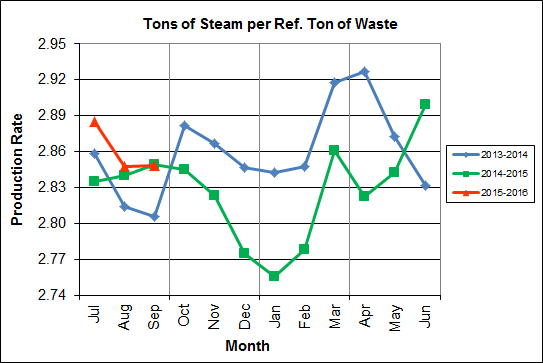 Tons of Steam per Ref. Ton of Waste
Production Rate
2.95
2.92
2.89
2.86
2.83
2.80
2.77
2.74
Jul Aug Sep Oct Nov Dec Jan Feb Mar Apr May Jun
Month
2013-2014
2014-2015
2015-2016